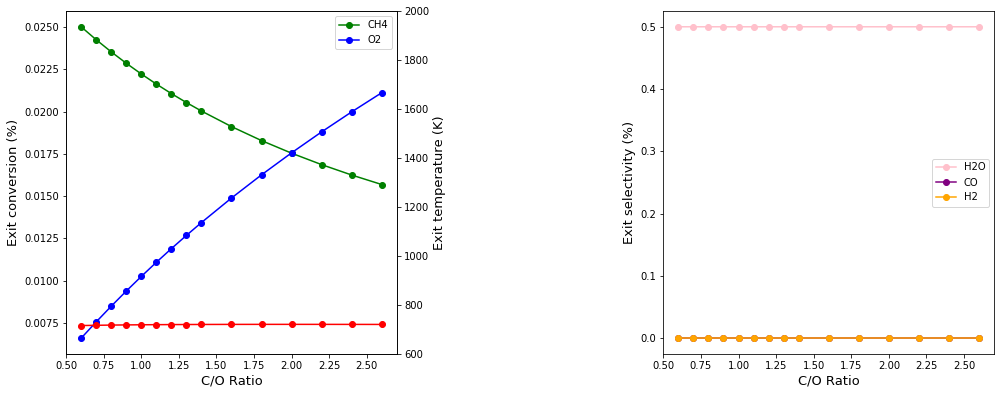 0.0250
0.0225
0.0200
0.0175
0.0150
0.0125
0.0100
0.0075
Exit conversion (%)
0.50 0.75 1.00 1.25 1.50 1.75 2.00 2.25 2.50
C/O Ratio
2000
1800
1600
1400
1200
1000
800
600
Exit temperature (K)
CH4
O2
0.5
0.4
0.3
0.2
0.1
0.0
Exit selectivity (%)
0.50 0.75 1.00 1.25 1.50 1.75 2.00 2.25 2.50
C/O Ratio
H2O
CO
H2